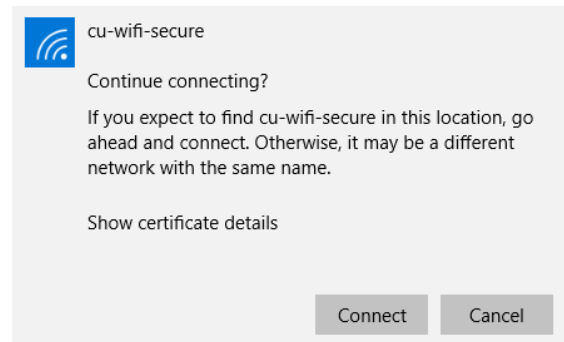 cu-wifi-secure
Continue connecting?
If you expect to find cu-wifi-secure in this location, go
ahead and connect. Otherwise, it may be a different
network with the same name.
Show certificate details
Connect Cancel